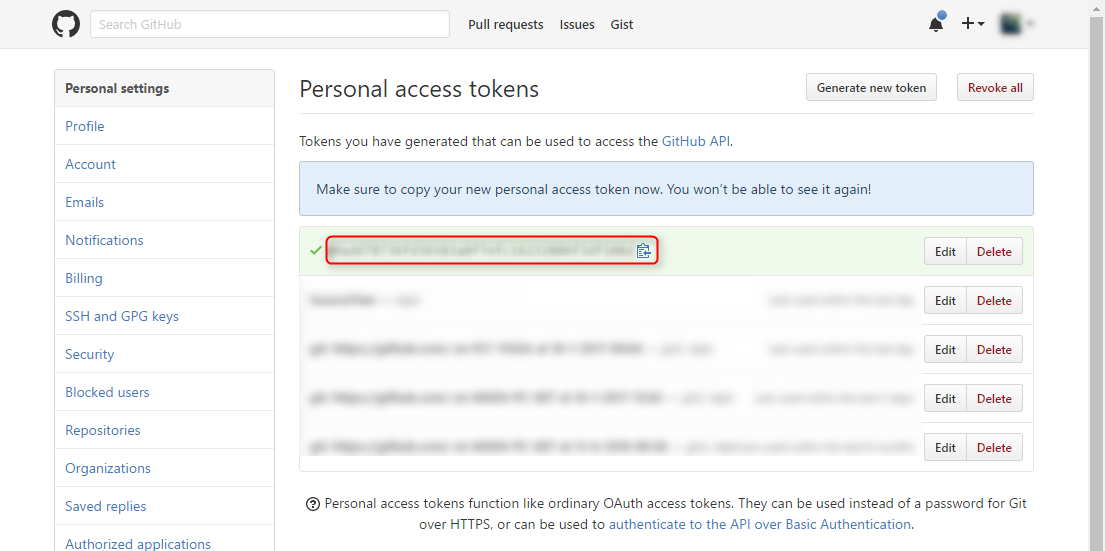 Search GitHub
Pull requests Issues Gist
Personal settings
Profile
Account
Emails
Notifications
Billing
SSH and GPG keys
Security
Blocked users
Repositories
Organizations
Saved replies
Authorized applications
Personal access tokens
Generate new token
Revoke all
Tokens you have generated that can be used to access the GitHub API.
Make sure to copy your new personal access token now. You won't be able to see it again!
Edit Delete
Edit Delete
Edit Delete
Edit Delete
Edit Delete
Personal access tokens function like ordinary OAuth access tokens. They can be used instead of a password for Git
over HTTPS, or can be used to authenticate to the API over Basic Authentication.